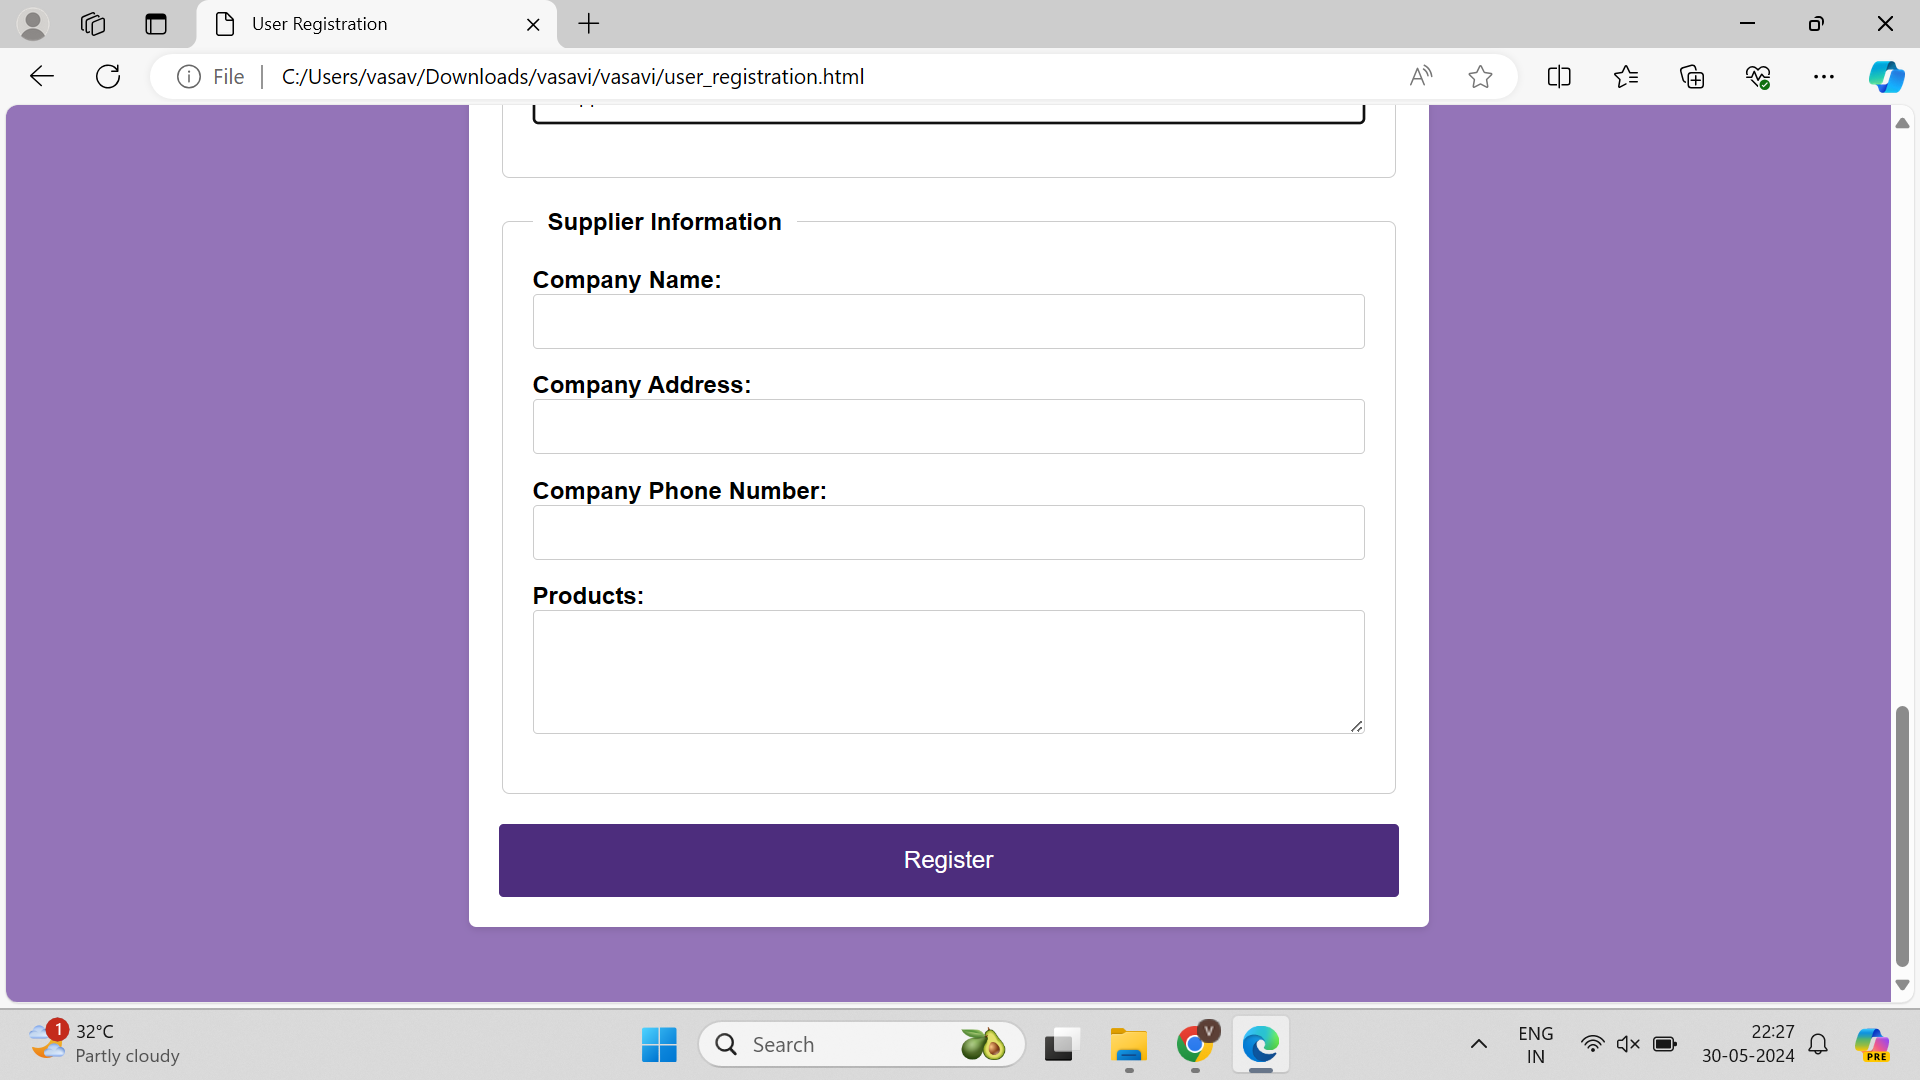 User Registration
File
C:/Users/vasav/Downloads/vasavi/vasavi/user_registration.html
Supplier Information
Company Name:
Company Address:
Company Phone Number:
Products:
Register
1
32°C
Partly cloudy
Search
V
ENG
IN
22:27
30-05-2024
PRE